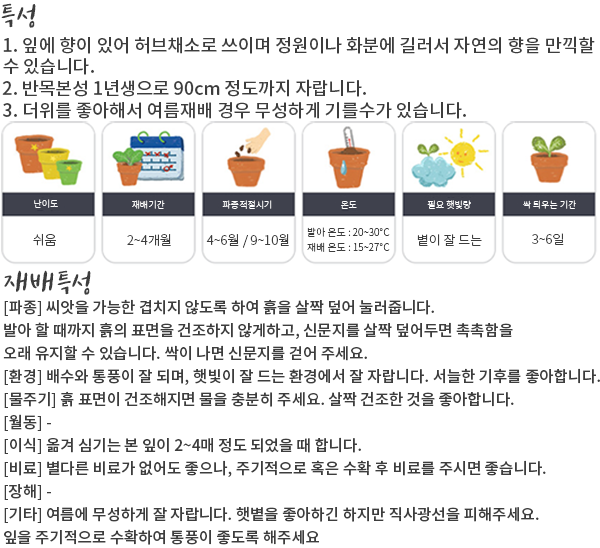 특성
1. 잎에 향이 있어 허브채소로 쓰이며 정원이나 화분에 길러서 자연의 향을 만끽할
수 있습니다.
2. 반목본성 1년생으로 90cm 정도까지 자랍니다.
3. 더위를 좋아해서 여름재배 경우 무성하게 기를수가 있습니다.
난이도 재배기간 파종적절시기 온도 필요 햇빛량 싹 틔우는 기간
쉬움 2~4개월 4~6월 / 9~10월 발아 온도 : 20~30°C 볕이 잘 드는 3~6일
재배 온도 : 15~27°C
재배특성
[파종] 씨앗을 가능한 겹치지 않도록 하여 흙을 살짝 덮어 눌러줍니다.
발아 할 때까지 흙의 표면을 건조하지 않게하고, 신문지를 살짝 덮어두면 촉촉함을
오래 유지할 수 있습니다. 싹이 나면 신문지를 걷어 주세요.
[환경] 배수와 통풍이 잘 되며, 햇빛이 잘 드는 환경에서 잘 자랍니다. 서늘한 기후를 좋아합니다.
[물주기] 흙 표면이 건조해지면 물을 충분히 주세요. 살짝 건조한 것을 좋아합니다.
[월동] -
[이식] 옮겨 심기는 본 잎이 2~4매 정도 되었을 때 합니다.
[비료] 별다른 비료가 없어도 좋으나, 주기적으로 혹은 수확 후 비료를 주시면 좋습니다.
[장해] -
[기타] 여름에 무성하게 잘 자랍니다. 햇볕을 좋아하긴 하지만 직사광선을 피해주세요.
잎을 주기적으로 수확하여 통풍이 좋도록 해주세요